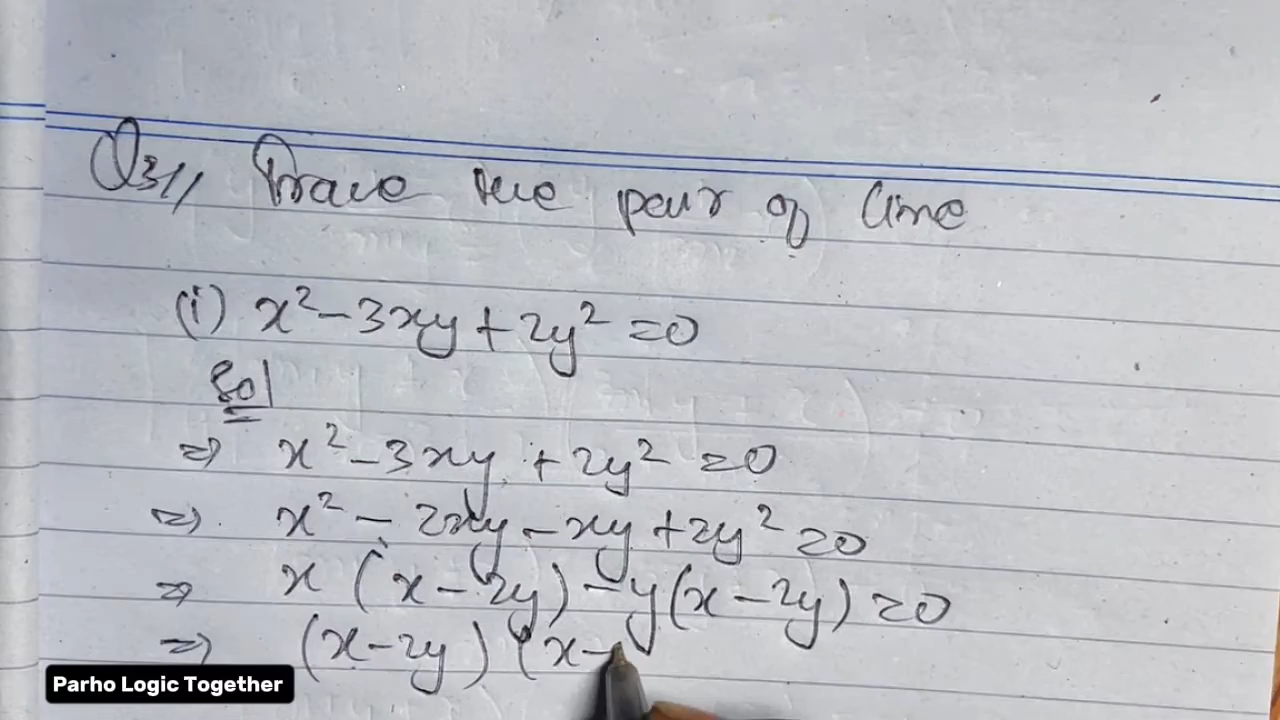 Q31, Trace the pair of line
(i) x² - 3xy + 2y² = 0
Sol
⇒ x² - 3xy + 2y² = 0
⇒ x² - 2xy - xy + 2y² = 0
⇒ x (x - 2y) - y (x - 2y) = 0
⇒ (x - 2y) (x -
Parho Logic Together